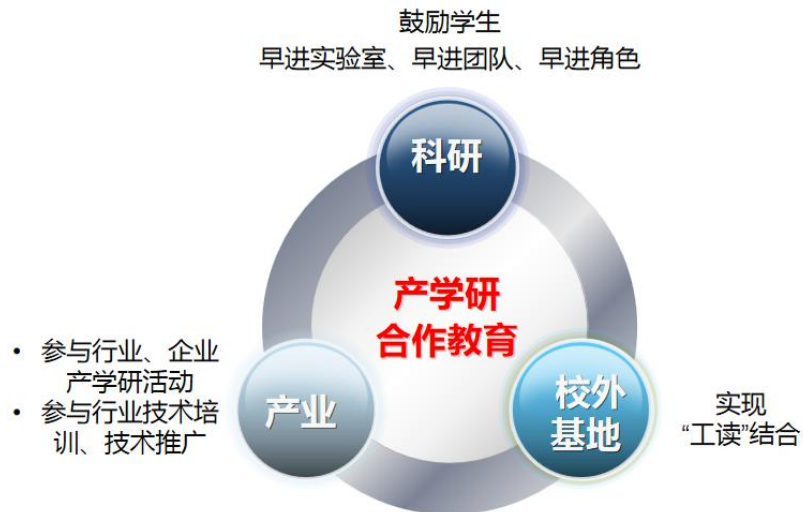 鼓励学生
早进实验室、早进团队、早进角色
科研
产学研
合作教育
• 参与行业、企业
产学研活动
• 参与行业技术培
训、技术推广
产业
校外
基地
实现
“工读”结合